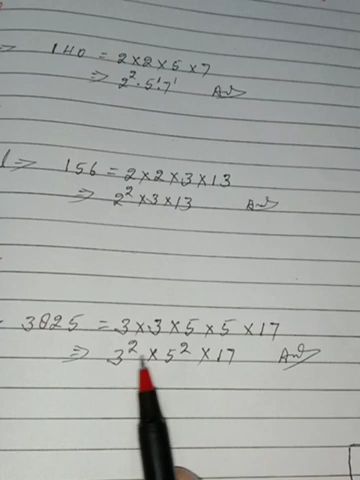 ⇒ 140 = 2×2×5×7
⇒ 2²·5¹·7¹ Ans
⇒ 156 = 2×2×3×13
⇒ 2²×3×13 Ans
3825 = 3×3×5×5×17
⇒ 3²×5²×17 Ans